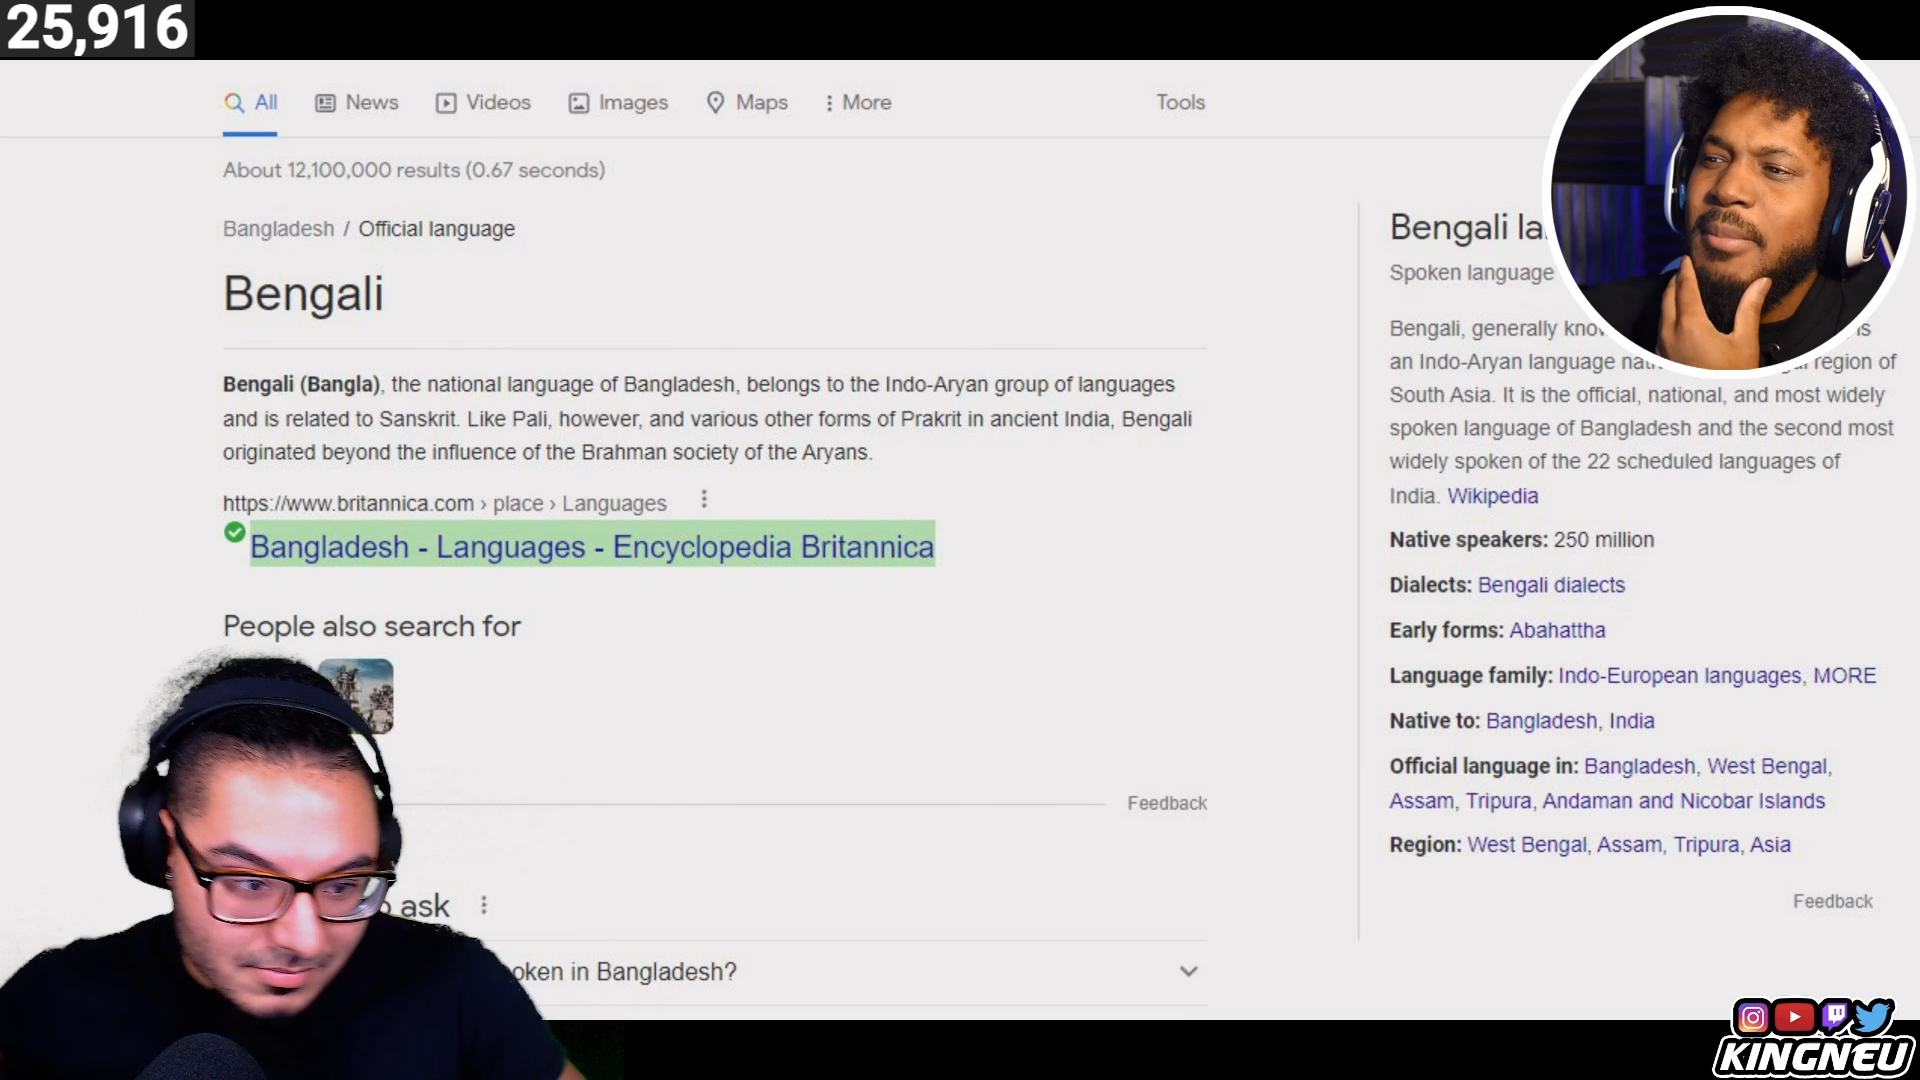 25,916
All News Videos Images Maps More Tools
About 12,100,000 results (0.67 seconds)
Bangladesh / Official language
Bengali
Bengali (Bangla), the national language of Bangladesh, belongs to the Indo-Aryan group of languages
and is related to Sanskrit. Like Pali, however, and various other forms of Prakrit in ancient India, Bengali
originated beyond the influence of the Brahman society of the Aryans.
https://www.britannica.com › place › Languages
Bangladesh - Languages - Encyclopedia Britannica
People also search for
Feedback
ask
in Bangladesh?
Bengali
Spoken language
Bengali, generally
an Indo-Aryan language region of
South Asia. It is the official, national, and most widely
spoken language of Bangladesh and the second most
widely spoken of the 22 scheduled languages of
India. Wikipedia
Native speakers: 250 million
Dialects: Bengali dialects
Early forms: Abahattha
Language family: Indo-European languages, MORE
Native to: Bangladesh, India
Official language in: Bangladesh, West Bengal,
Assam, Tripura, Andaman and Nicobar Islands
Region: West Bengal, Assam, Tripura, Asia
Feedback
KINGNEU